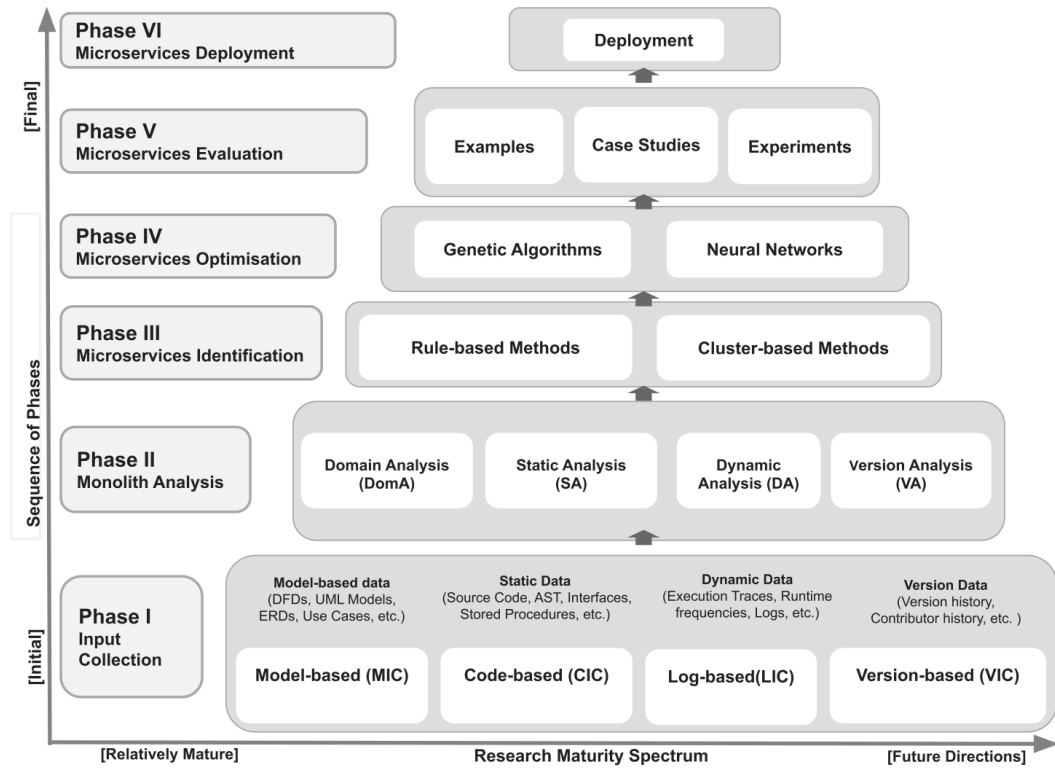 [Final]
Sequence of Phases
[Initial]
Phase VI
Microservices Deployment
Deployment
Phase V
Microservices Evaluation
Examples
Case Studies
Experiments
Phase IV
Microservices Optimisation
Genetic Algorithms
Neural Networks
Phase III
Microservices Identification
Rule-based Methods
Cluster-based Methods
Phase II
Monolith Analysis
Domain Analysis
(DomA)
Static Analysis
(SA)
Dynamic
Analysis (DA)
Version Analysis
(VA)
Phase I
Input
Collection
Model-based data
(DFDs, UML Models,
ERDs, Use Cases, etc.)
Static Data
(Source Code, AST, Interfaces,
Stored Procedures, etc.)
Dynamic Data
(Execution Traces, Runtime
frequencies, Logs, etc.)
Version Data
(Version history,
Contributor history, etc. )
Model-based (MIC)
Code-based (CIC)
Log-based(LIC)
Version-based (VIC)
[Relatively Mature]
Research Maturity Spectrum
[Future Directions]